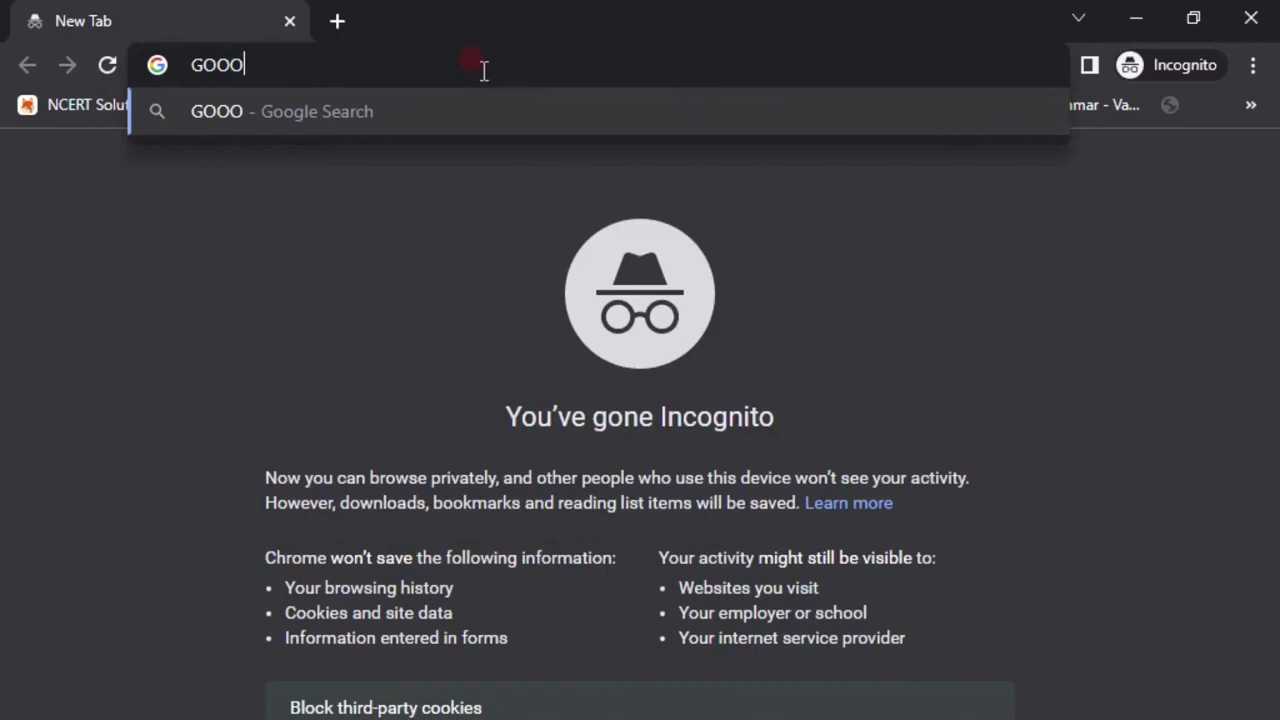 New Tab
GOOO
Incognito
NCERT Solut
GOOO - Google Search
mar - Va...
You've gone Incognito
Now you can browse privately, and other people who use this device won't see your activity.
However, downloads, bookmarks and reading list items will be saved. Learn more
Chrome won't save the following information:
• Your browsing history
• Cookies and site data
• Information entered in forms
Your activity might still be visible to:
• Websites you visit
• Your employer or school
• Your internet service provider
Block third-party cookies